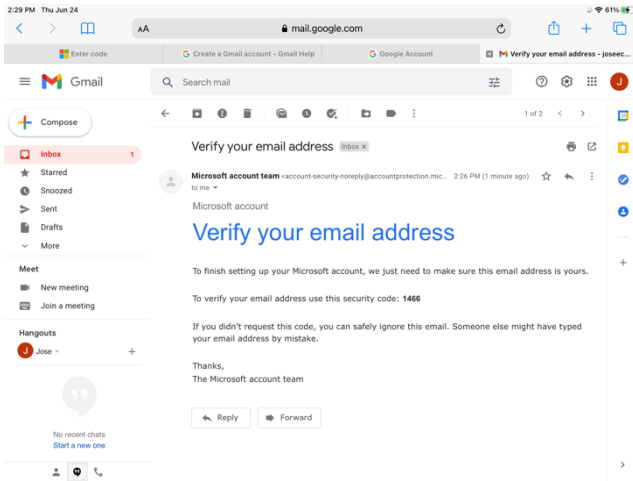 2:29 PM Thu Jun 24
61%
AA
mail.google.com
Enter code
Create a Gmail account - Gmail Help
Google Account
Verify your email address - joseec...
Gmail
Search mail
J
Compose
1 of 2
Inbox 1
Starred
Snoozed
Sent
Drafts
More
Meet
New meeting
Join a meeting
Hangouts
J Jose
No recent chats
Start a new one
Verify your email address Inbox x
Microsoft account team <account-security-noreply@accountprotection.mic... 2:26 PM (1 minute ago)
to me
Microsoft account
Verify your email address
To finish setting up your Microsoft account, we just need to make sure this email address is yours.
To verify your email address use this security code: 1466
If you didn't request this code, you can safely ignore this email. Someone else might have typed
your email address by mistake.
Thanks,
The Microsoft account team
Reply
Forward